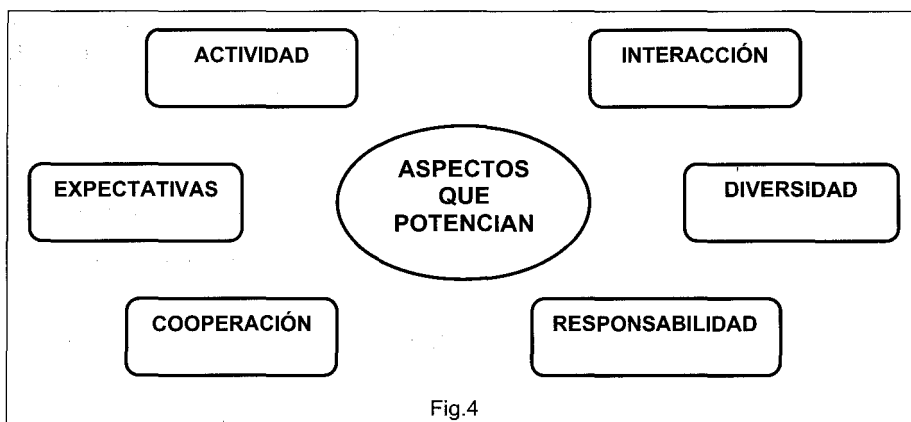 ACTIVIDAD
INTERACCIÓN
EXPECTATIVAS
ASPECTOS
QUE
POTENCIAN
DIVERSIDAD
COOPERACIÓN
RESPONSABILIDAD
Fig.4